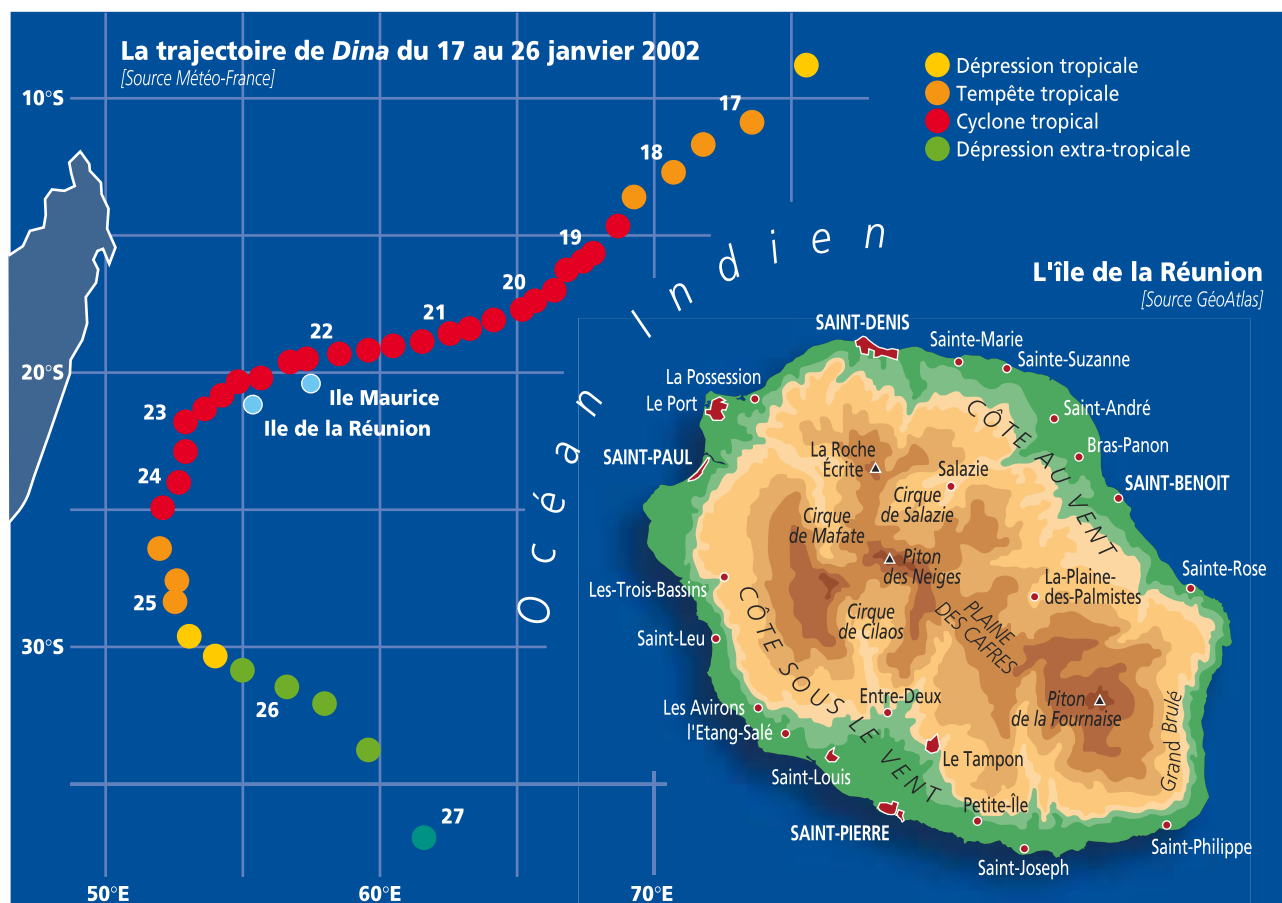 La trajectoire de Dina du 17 au 26 janvier 2002
[Source Météo-France]
Dépression tropicale
Tempête tropicale
Cyclone tropical
Dépression extra-tropicale
10°S
20°S
30°S
50°E
60°E
70°E
17
18
19
20
21
22
23
24
25
26
27
Ile Maurice
Ile de la Réunion
Océan Indien
L'île de la Réunion
[Source GéoAtlas]
SAINT-DENIS
Sainte-Marie
Sainte-Suzanne
La Possession
Le Port
Saint-André
Bras-Panon
SAINT-PAUL
La Roche
Écrite
Salazie
SAINT-BENOIT
CÔTE AU VENT
Cirque
de Salazie
Cirque
de Mafate
Piton
des Neiges
Sainte-Rose
La-Plaine-
des-Palmistes
Les-Trois-Bassins
CÔTE SOUS LE VENT
Cirque
de Cilaos
PLAINE
DES CAFRES
Saint-Leu
Entre-Deux
Piton
de la Fournaise
Grand Brulé
Les Avirons
l'Etang-Salé
Le Tampon
Saint-Louis
Petite-Île
SAINT-PIERRE
Saint-Philippe
Saint-Joseph